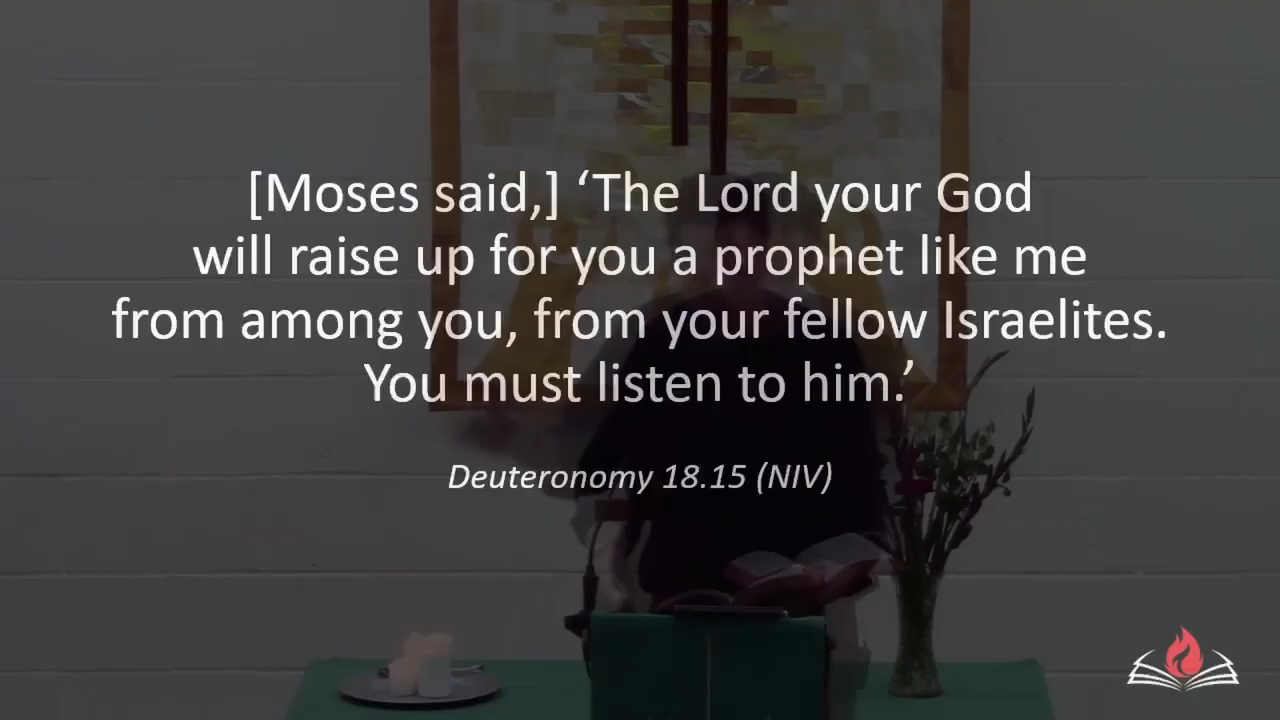 [Moses said,] ‘The Lord your God
will raise up for you a prophet like me
from among you, from your fellow Israelites.
You must listen to him.’
Deuteronomy 18.15 (NIV)